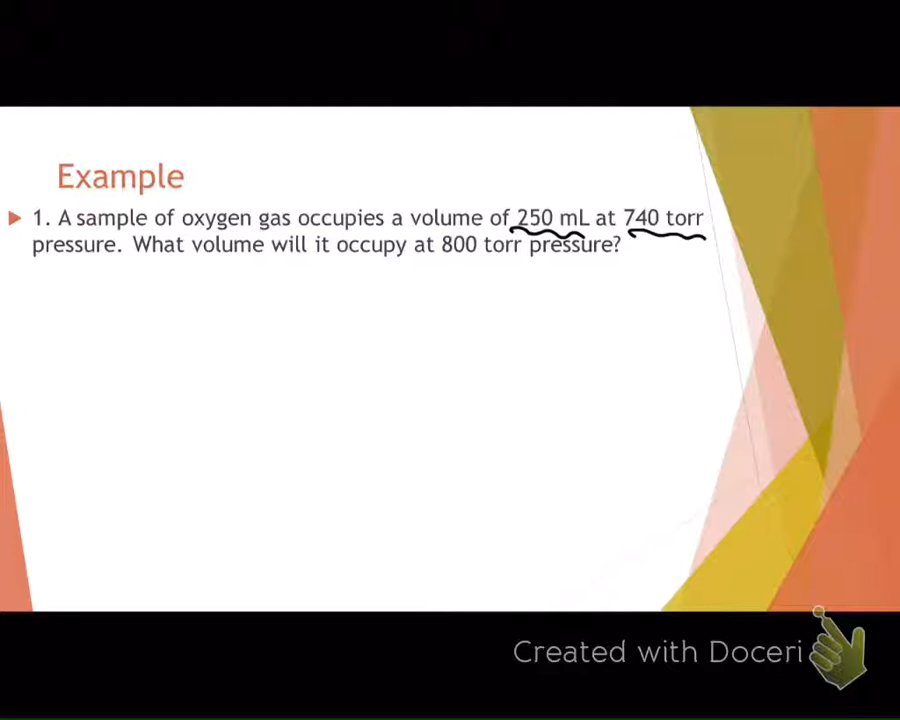 Example
1. A sample of oxygen gas occupies a volume of 250 mL at 740 torr
pressure. What volume will it occupy at 800 torr pressure?
Created with Doceri